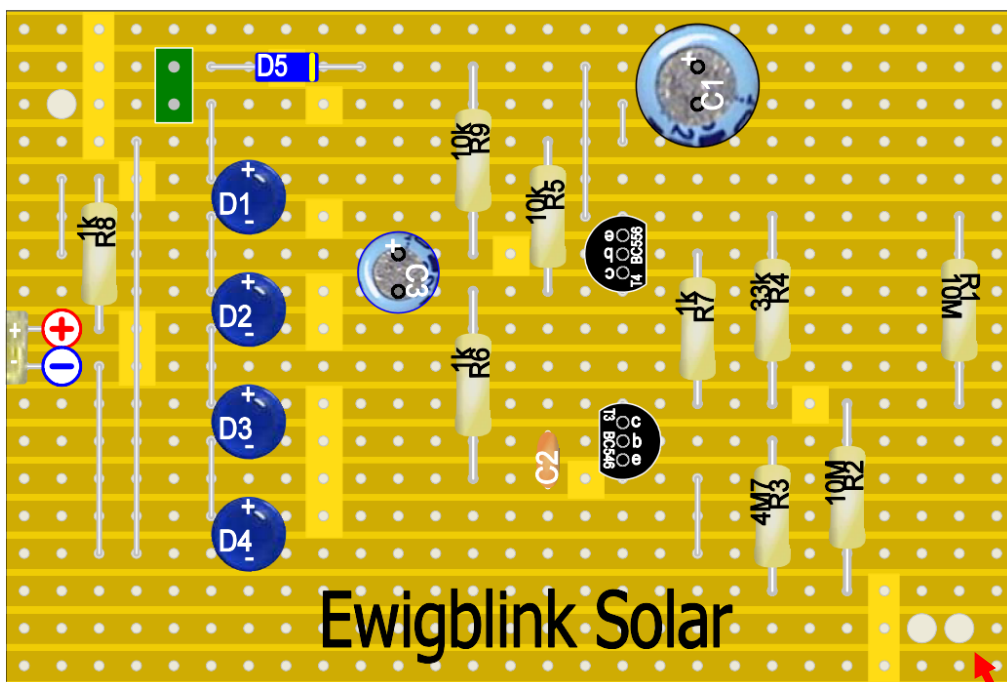 D5
C1
10k
R9
10k
R5
D1
1k
R8
e
b
c
BC556
T4
C3
D2
1k
R7
33k
R4
R1
10M
1k
R6
D3
T3
BC546
c
b
e
C2
4M7
R3
10M
R2
D4
Ewigblink Solar